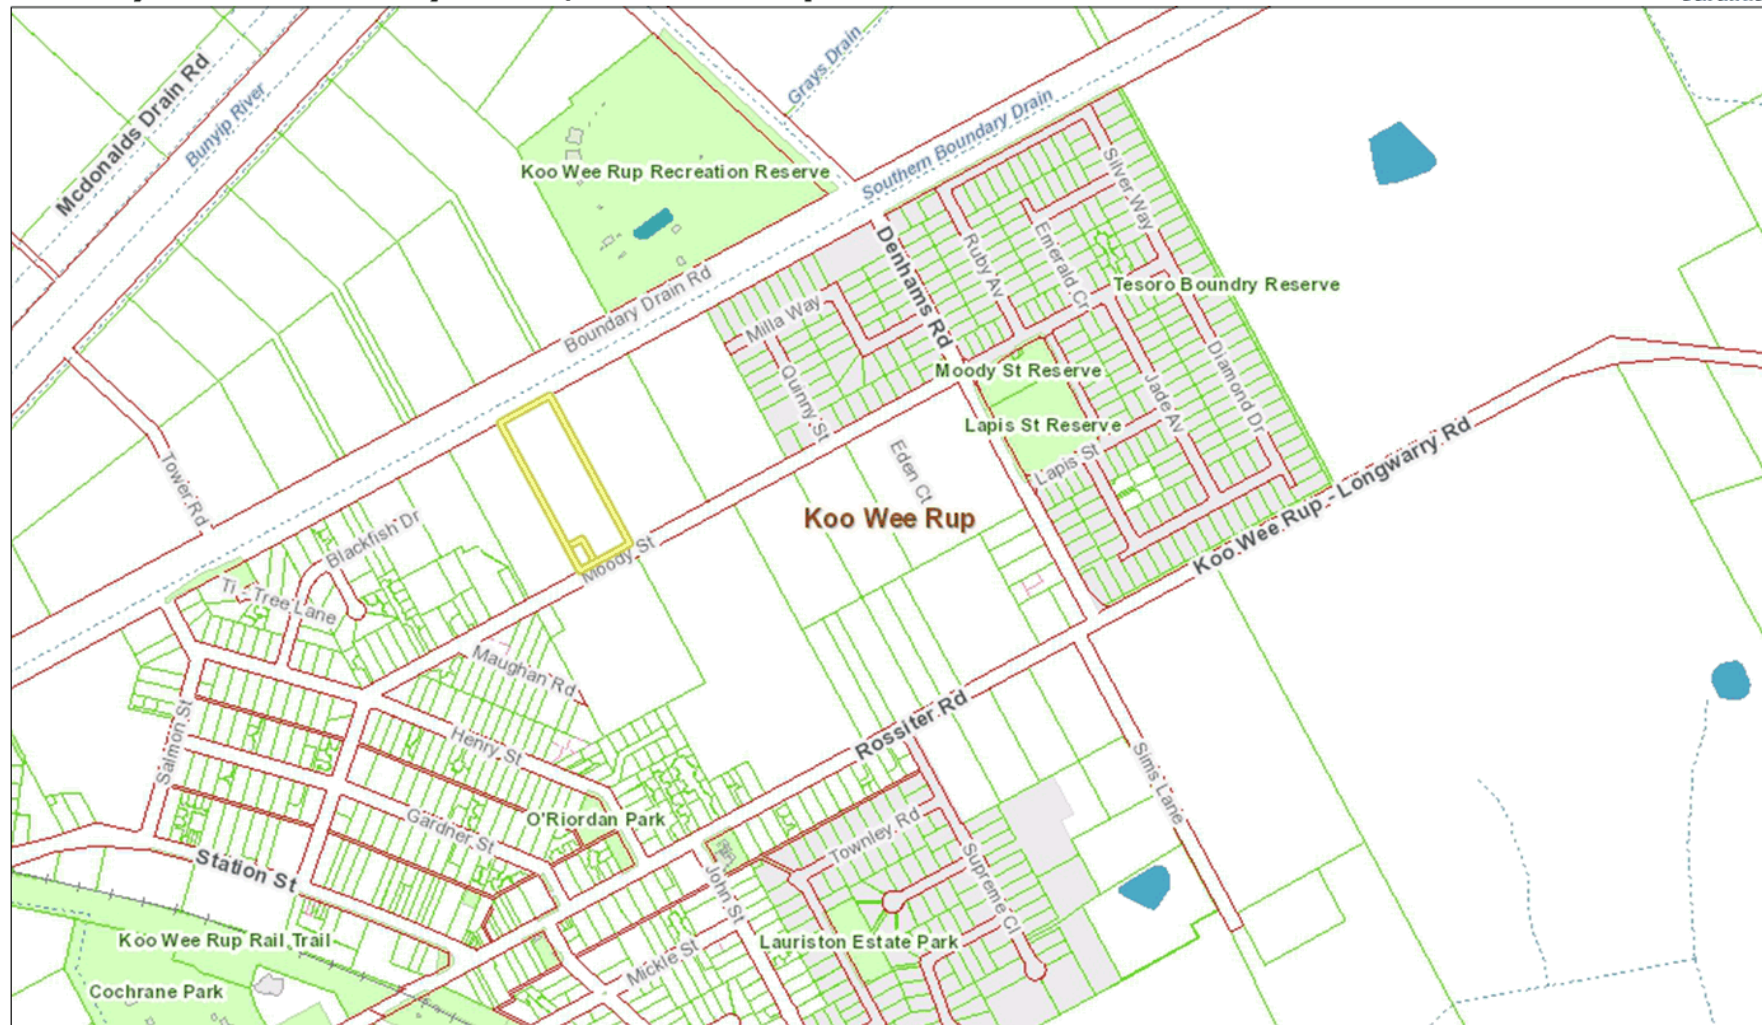 Mcdonalds Drain Rd
Bunyip River
Grays Drain
Southern Boundary Drain
Koo Wee Rup Recreation Reserve
Silver Way
Denhams Rd
Ruby Av
Emerald Cr
Tesoro Boundry Reserve
Boundary Drain Rd
Milla Way
Quinny St
Moody St Reserve
Diamond Dr
Jade Av
Lapis St Reserve
Lapis St
Eden Ct
Koo Wee Rup - Longwarry Rd
Tower Rd
Koo Wee Rup
Blackfish Dr
Moody St
Ti - Tree Lane
Maughan Rd
Rossiter Rd
Salmon St
Henry St
Sims Lane
O'Riordan Park
Gardner St
Townley Rd
Station St
Supreme Cl
John St
Koo Wee Rup Rail Trail
Lauriston Estate Park
Mickle St
Cochrane Park